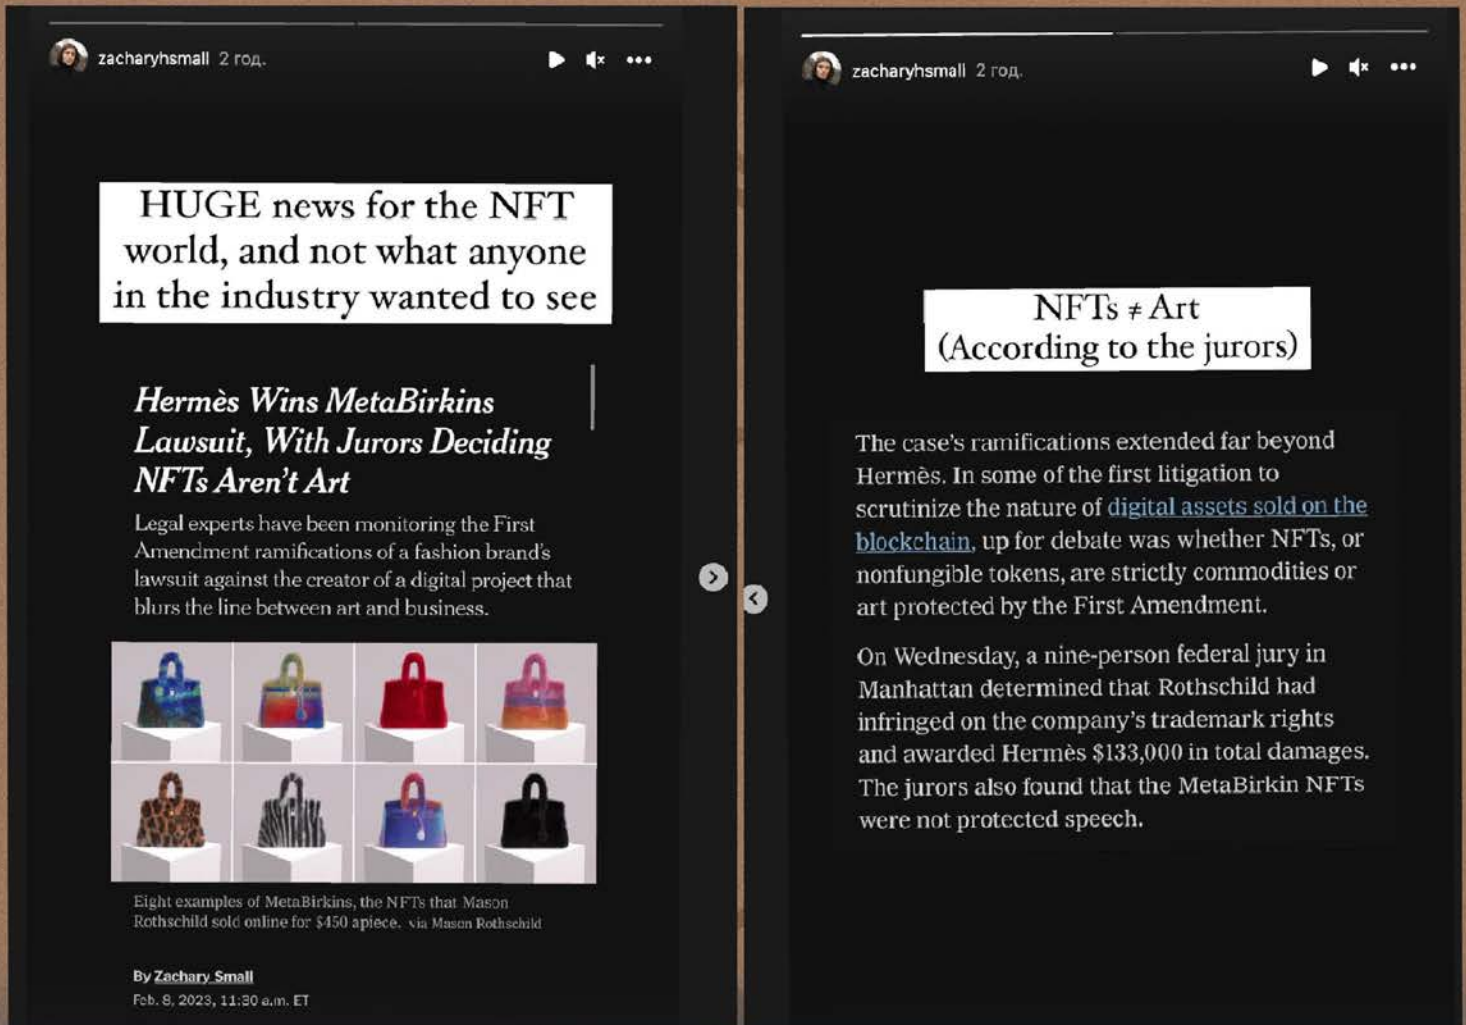 zacharyhsmall 2 год.
HUGE news for the NFT
world, and not what anyone
in the industry wanted to see
Hermès Wins MetaBirkins
Lawsuit, With Jurors Deciding
NFTs Aren't Art
Legal experts have been monitoring the First
Amendment ramifications of a fashion brand's
lawsuit against the creator of a digital project that
blurs the line between art and business.
Eight examples of MetaBirkins, the NFTs that Mason
Rothschild sold online for $450 apiece. via Mason Rothschild
By Zachary Small
Feb. 8, 2023, 11:30 a.m. ET
zacharyhsmall 2 год.
NFTs ≠ Art
(According to the jurors)
The case's ramifications extended far beyond
Hermès. In some of the first litigation to
scrutinize the nature of digital assets sold on the
blockchain, up for debate was whether NFTs, or
nonfungible tokens, are strictly commodities or
art protected by the First Amendment.
On Wednesday, a nine-person federal jury in
Manhattan determined that Rothschild had
infringed on the company's trademark rights
and awarded Hermès $133,000 in total damages.
The jurors also found that the MetaBirkin NFTs
were not protected speech.